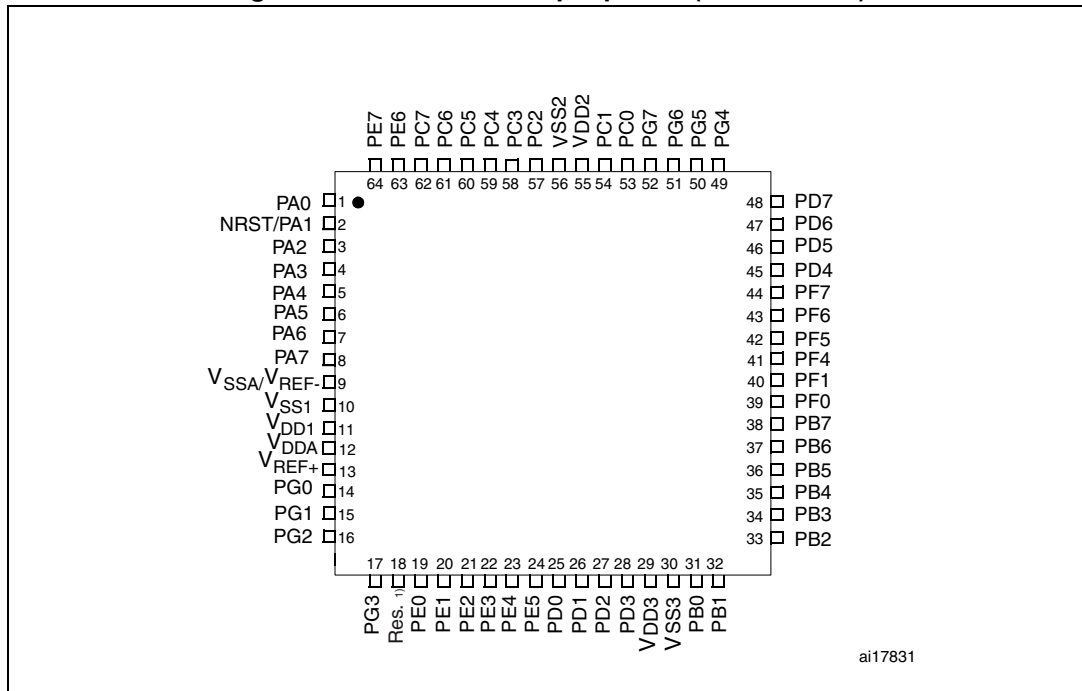 PE7 PE6 PC7 PC6 PC5 PC4 PC3 PC2 VSS2 VDD2 PC1 PC0 PG7 PG6 PG5 PG4
64 63 62 61 60 59 58 57 56 55 54 53 52 51 50 49
PA0 1 48 PD7
NRST/PA1 2 47 PD6
PA2 3 46 PD5
PA3 4 45 PD4
PA4 5 44 PF7
PA5 6 43 PF6
PA6 7 42 PF5
PA7 8 41 PF4
VSSA/VREF- 9 40 PF1
VSS1 10 39 PF0
VDD1 11 38 PB7
VDDA 12 37 PB6
VREF+ 13 36 PB5
PG0 14 35 PB4
PG1 15 34 PB3
PG2 16 33 PB2
17 18 19 20 21 22 23 24 25 26 27 28 29 30 31 32
PG3 Res. 1) PE0 PE1 PE2 PE3 PE4 PE5 PD0 PD1 PD2 PD3 VDD3 VSS3 PB0 PB1
ai17831